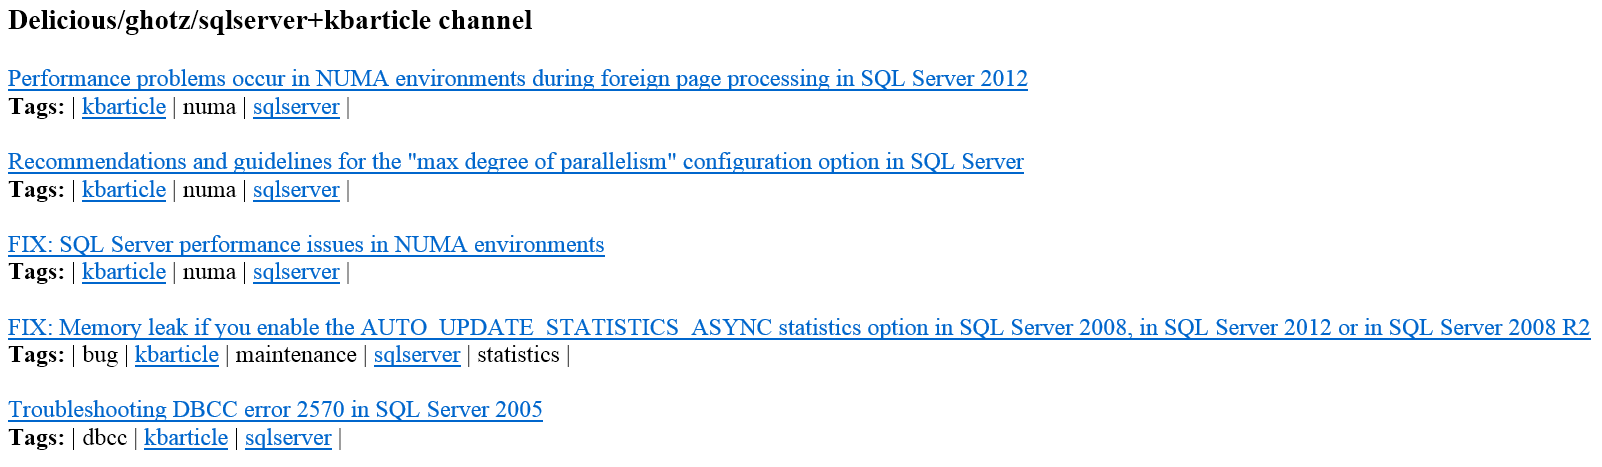 Delicious/ghotz/sqlserver+kbarticle channel
Performance problems occur in NUMA environments during foreign page processing in SQL Server 2012
Tags: | kbarticle | numa | sqlserver |
Recommendations and guidelines for the "max degree of parallelism" configuration option in SQL Server
Tags: | kbarticle | numa | sqlserver |
FIX: SQL Server performance issues in NUMA environments
Tags: | kbarticle | numa | sqlserver |
FIX: Memory leak if you enable the AUTO_UPDATE_STATISTICS_ASYNC statistics option in SQL Server 2008, in SQL Server 2012 or in SQL Server 2008 R2
Tags: | bug | kbarticle | maintenance | sqlserver | statistics |
Troubleshooting DBCC error 2570 in SQL Server 2005
Tags: | dbcc | kbarticle | sqlserver |